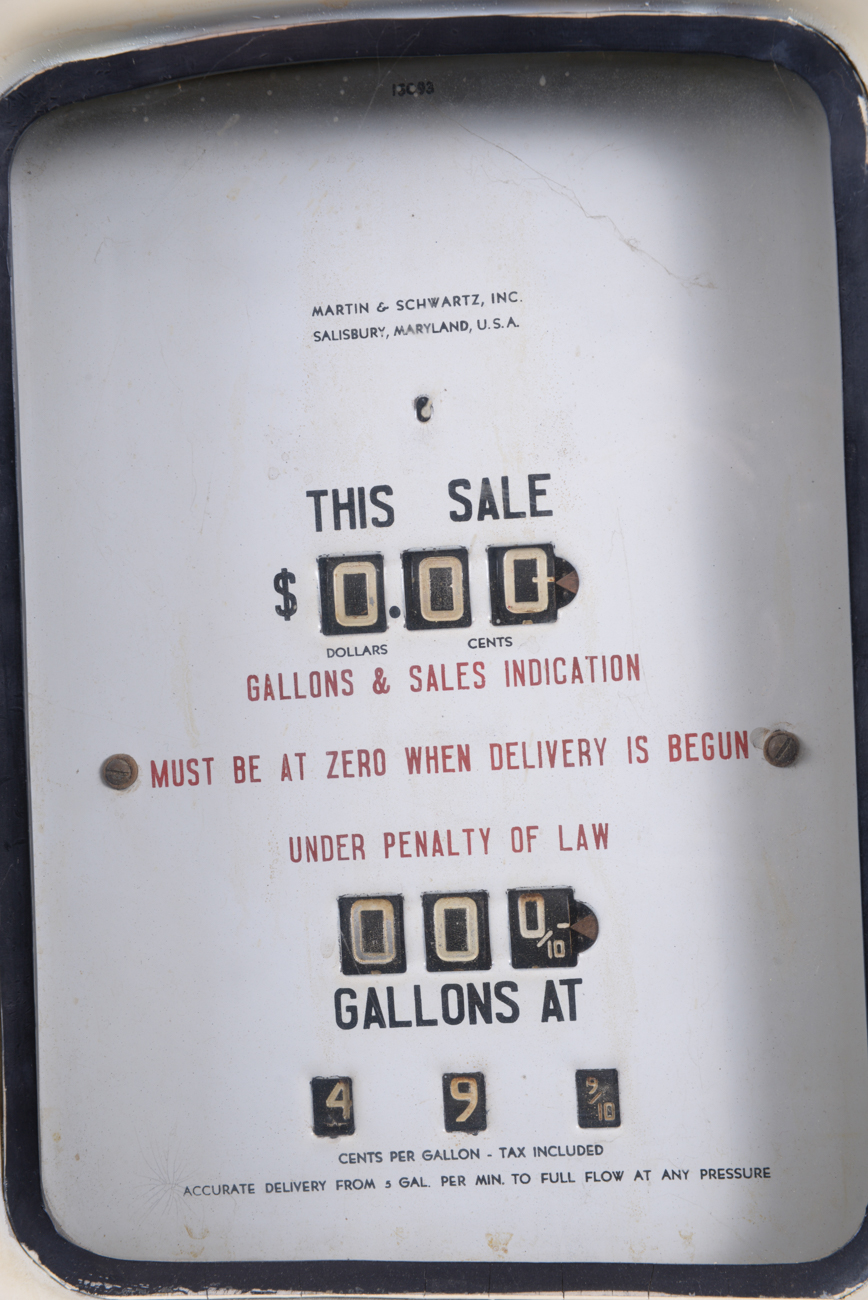 13C93
MARTIN & SCHWARTZ, INC.
SALISBURY, MARYLAND, U.S.A.
THIS SALE
$ 0.00
DOLLARS CENTS
GALLONS & SALES INDICATION
MUST BE AT ZERO WHEN DELIVERY IS BEGUN
UNDER PENALTY OF LAW
0 0 0/10
GALLONS AT
4 9 9/10
CENTS PER GALLON - TAX INCLUDED
ACCURATE DELIVERY FROM 5 GAL. PER MIN. TO FULL FLOW AT ANY PRESSURE